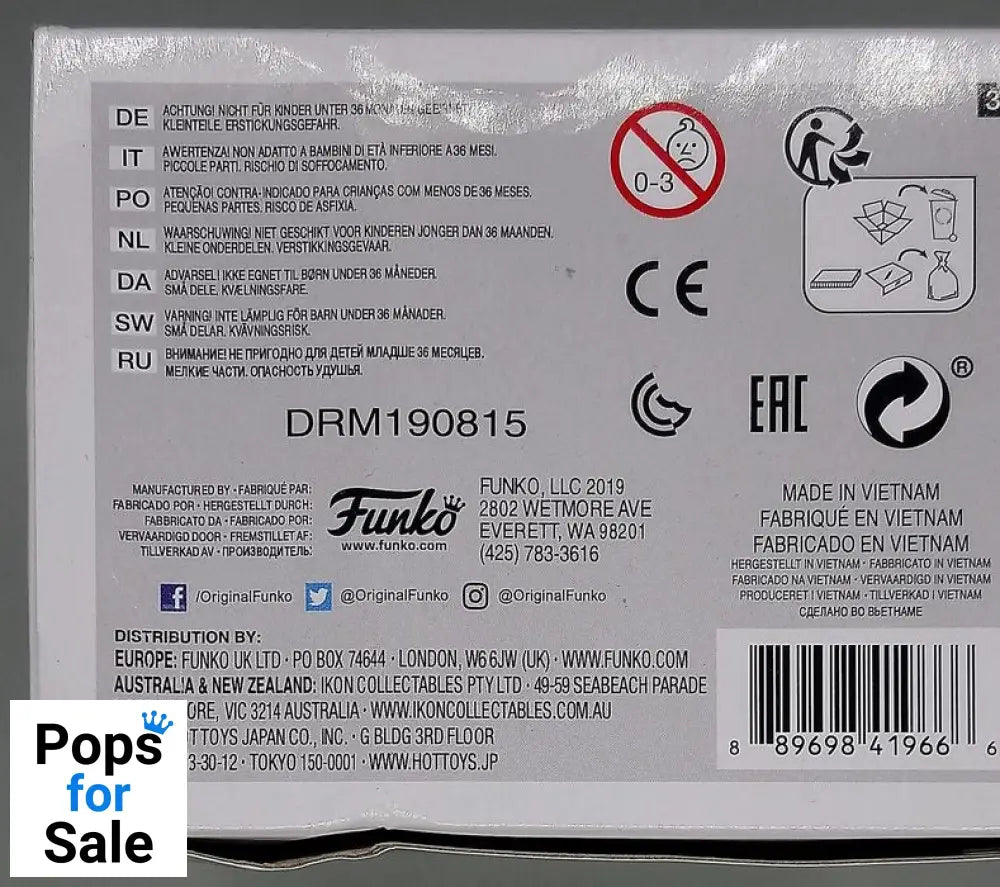 DE ACHTUNG! NICHT FÜR KINDER UNTER 36
KLEINTEILE. ERSTICKUNGSGEFAHR.
IT AWERTENZA! NON ADATTO A BAMBINI DI ETÀ INFERIORE A 36 MESI.
PICCOLE PARTI. RISCHIO DI SOFFOCAMENTO.
PO ATENÇÃO! CONTRA-INDICADO PARA CRIANÇAS COM MENOS DE 36 MESES.
PEQUENAS PARTES. RISCO DE ASFIXIA.
NL WAARSCHUWING! NIET GESCHIKT VOOR KINDEREN JONGER DAN 36 MAANDEN.
KLEINE ONDERDELEN. VERSTIKKINGSGEVAAR.
DA ADVARSEL! IKKE EGNET TIL BØRN UNDER 36 MÅNEDER.
SMÅ DELE. KVÆLNINGSFARE.
SW VARNING! INTE LÄMPLIG FÖR BARN UNDER 36 MÅNADER.
SMÅ DELAR. KVÄVNINGSRISK.
RU ВНИМАНИЕ! НЕ ПРИГОДНО ДЛЯ ДЕТЕЙ МЛАДШЕ 36 МЕСЯЦЕВ.
МЕЛКИЕ ЧАСТИ. ОПАСНОСТЬ УДУШЬЯ.
0-3
CE
EAC
®
DRM190815
MANUFACTURED BY • FABRIQUÉ PAR:
FABRICADO POR • HERGESTELLT DURCH:
FABBRICATO DA • FABRICADO POR:
VERVAARDIGD DOOR • FREMSTILLET AF:
TILLVERKAD AV • ПРОИЗВОДИТЕЛЬ:
Funko
www.funko.com
FUNKO, LLC 2019
2802 WETMORE AVE
EVERETT, WA 98201
(425) 783-3616
MADE IN VIETNAM
FABRIQUÉ EN VIETNAM
FABRICADO EN VIETNAM
HERGESTELLT IN VIETNAM • FABBRICATO IN VIETNAM
FABRICADO NA VIETNAM • VERVAARDIGD IN VIETNAM
PRODUCERET I VIETNAM • TILLVERKAD I VIETNAM
СДЕЛАНО ВО ВЬЕТНАМЕ
f /OriginalFunko @OriginalFunko @OriginalFunko
DISTRIBUTION BY:
EUROPE: FUNKO UK LTD • PO BOX 74644 • LONDON, W6 6JW (UK) • WWW.FUNKO.COM
AUSTRALIA & NEW ZEALAND: IKON COLLECTABLES PTY LTD • 49-59 SEABEACH PARADE
ORE, VIC 3214 AUSTRALIA • WWW.IKONCOLLECTABLES.COM.AU
OTTOYS JAPAN CO., INC. • G BLDG 3RD FLOOR
3-30-12 • TOKYO 150-0001 • WWW.HOTTOYS.JP
8 89698 41966 6
Pops
for
Sale